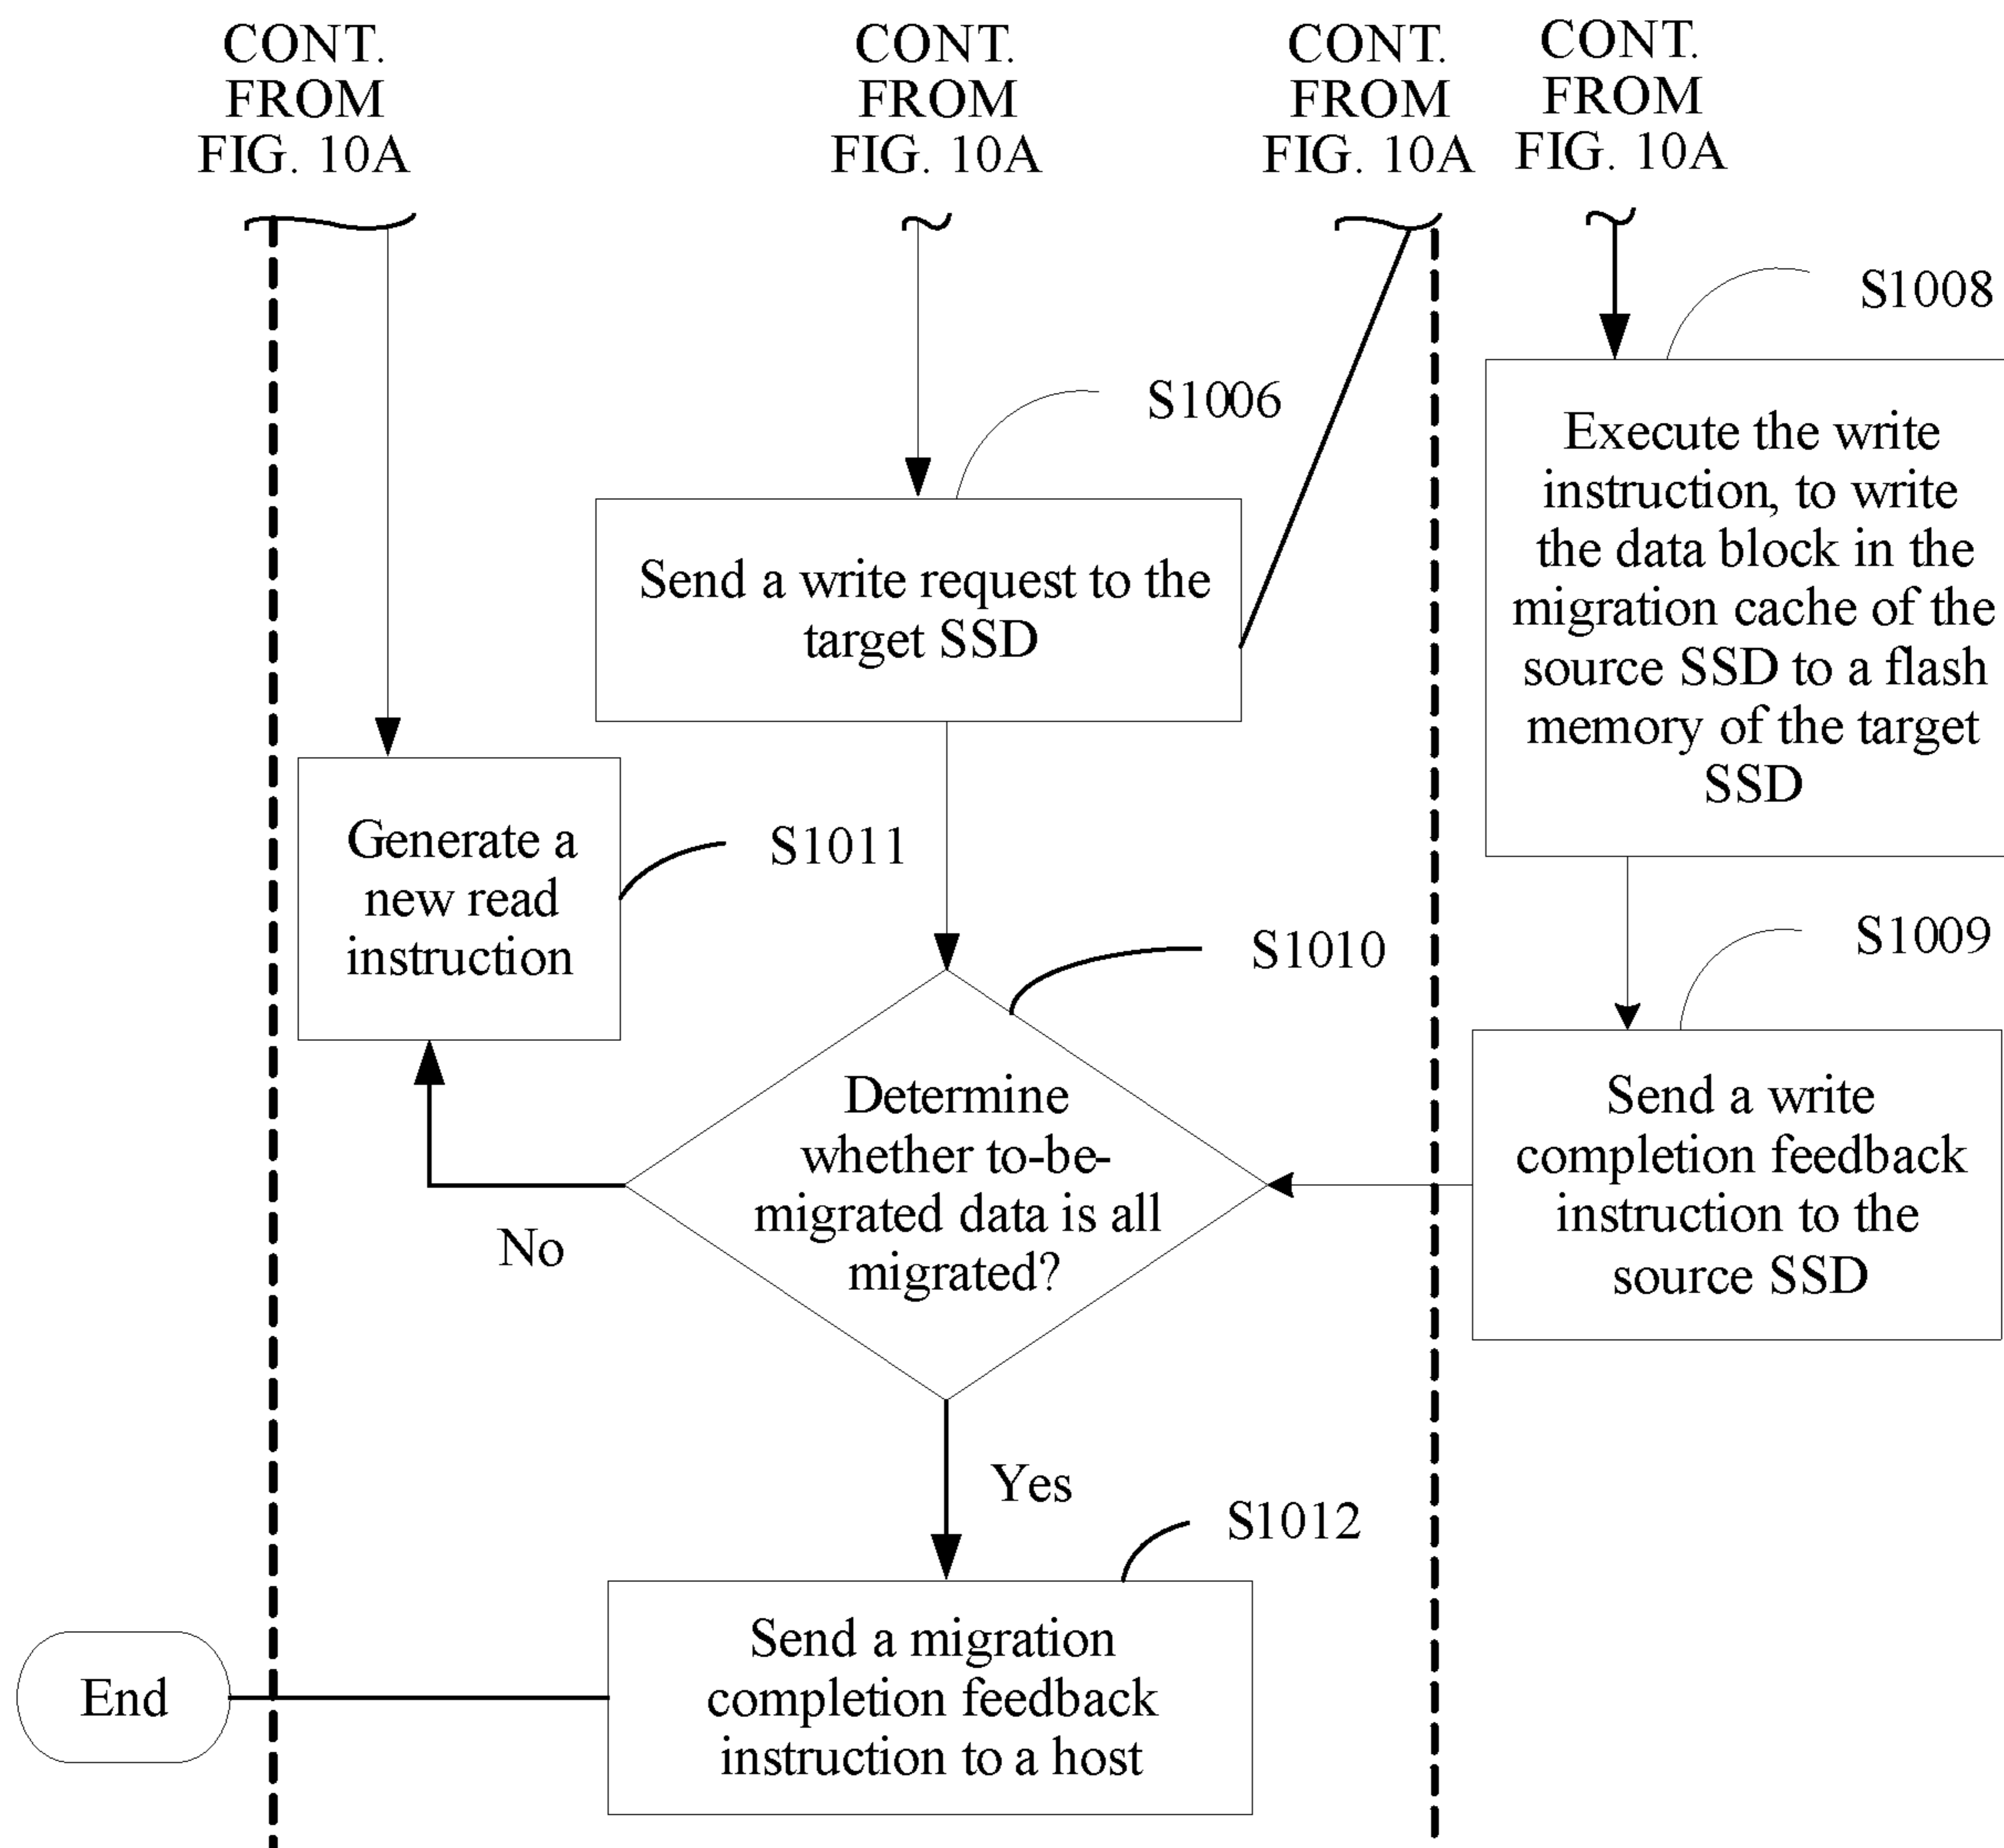 CONT.
FROM
FIG. 10A
CONT.
FROM
FIG. 10A
CONT.
FROM
FIG. 10A
CONT.
FROM
FIG. 10A
S1008
Execute the write
instruction, to write
the data block in the
migration cache of the
source SSD to a flash
memory of the target
SSD
S1006
Send a write request to the
target SSD
S1011
Generate a
new read
instruction
S1010
S1009
Determine
whether to-be-
migrated data is all
migrated?
Send a write
completion feedback
instruction to the
source SSD
No
Yes
S1012
Send a migration
completion feedback
instruction to a host
End